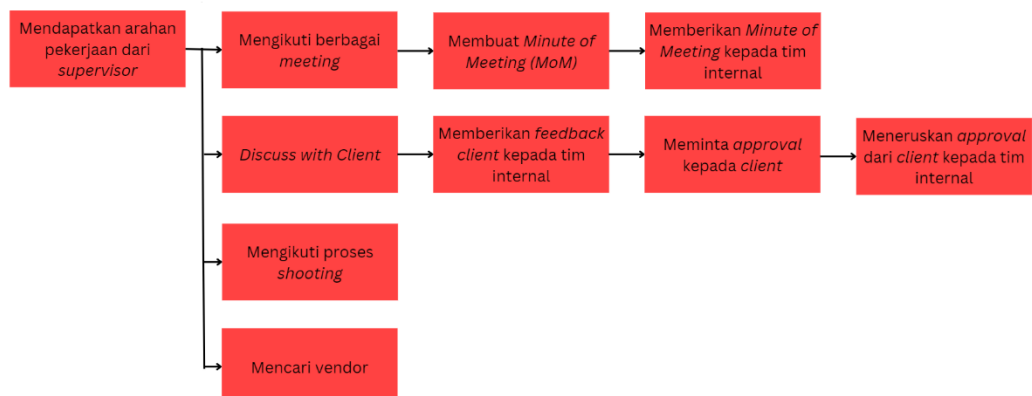 Mendapatkan arahan
pekerjaan dari
supervisor
Mengikuti berbagai
meeting
Membuat Minute of
Meeting (MoM)
Memberikan Minute of
Meeting kepada tim
internal
Discuss with Client
Memberikan feedback
client kepada tim
internal
Meminta approval
kepada client
Meneruskan approval
dari client kepada tim
internal
Mengikuti proses
shooting
Mencari vendor